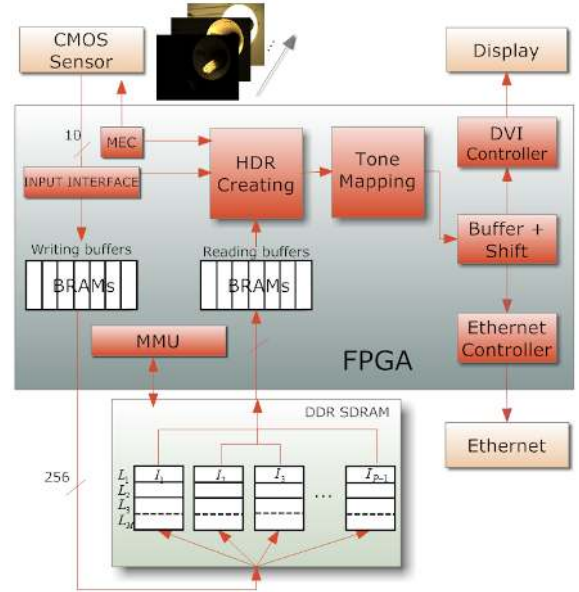 CMOS
Sensor
Display
10
MEC
HDR
Creating
Tone
Mapping
DVI
Controller
INPUT INTERFACE
Buffer +
Shift
Writing buffers
BRAMs
Reading buffers
BRAMs
MMU
FPGA
Ethernet
Controller
DDR SDRAM
Ethernet
256
L1 I1 I2 I3 IP-1
L2
L3 ...
LM